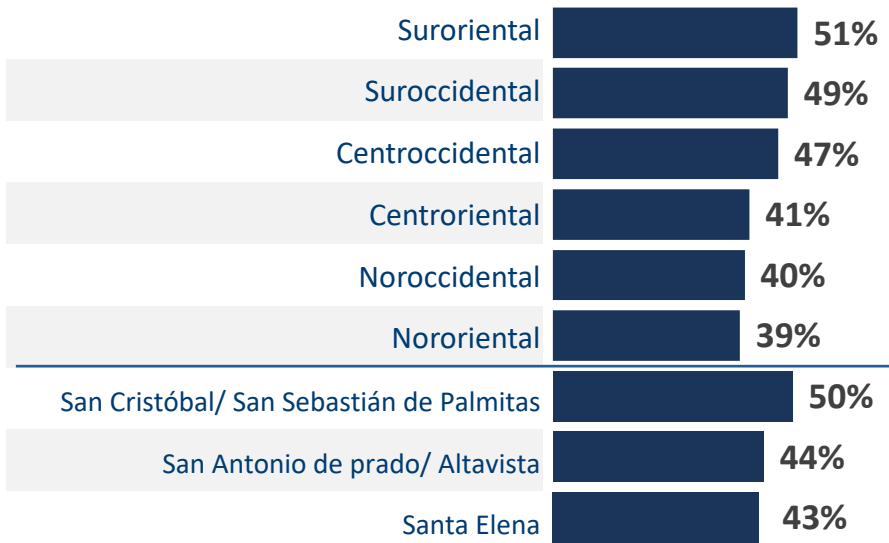 Suroriental 51%
Suroccidental 49%
Centroccidental 47%
Centroriental 41%
Noroccidental 40%
Nororiental 39%
San Cristóbal/ San Sebastián de Palmitas 50%
San Antonio de prado/ Altavista 44%
Santa Elena 43%